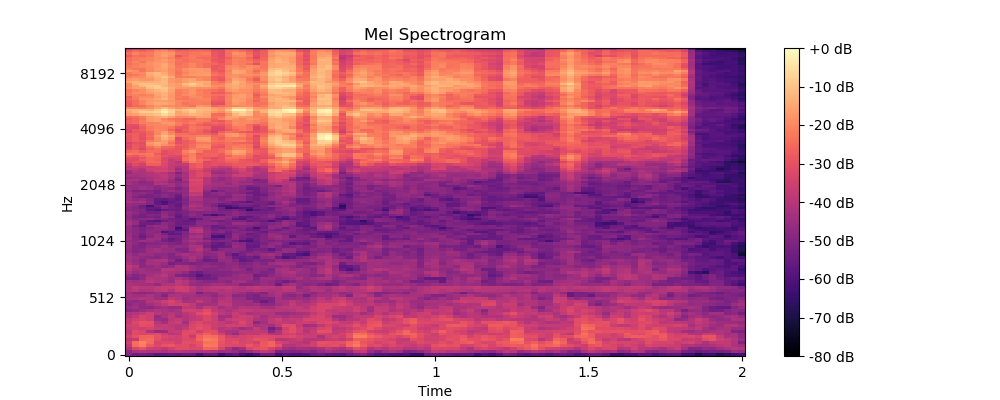 Mel Spectrogram
Hz
8192
4096
2048
1024
512
0
0 0.5 1 1.5 2
Time
+0 dB
-10 dB
-20 dB
-30 dB
-40 dB
-50 dB
-60 dB
-70 dB
-80 dB